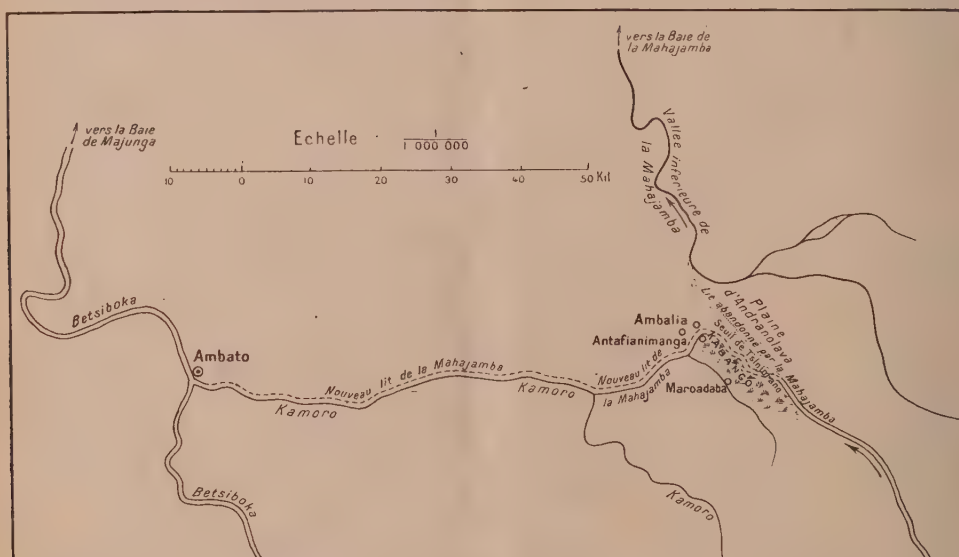 vers la Baie de
la Mahajamba
vers la Baie
de Majunga
Echelle 1
1 000 000
10 0 10 20 30 40 50 Kil
Vallée inférieure de
la Mahajamba
Betsiboka
Plaine
d'Andranolava
Lit abandonné par la Mahajamba
Seuil de Tsinjorano
KABANGO
Ambalia
Antafianimanga
Ambato
Nouveau lit de la Mahajamba
Kamoro
Kamoro
Nouveau lit de
la Mahajamba
Maroadaba
Betsiboka
Kamoro